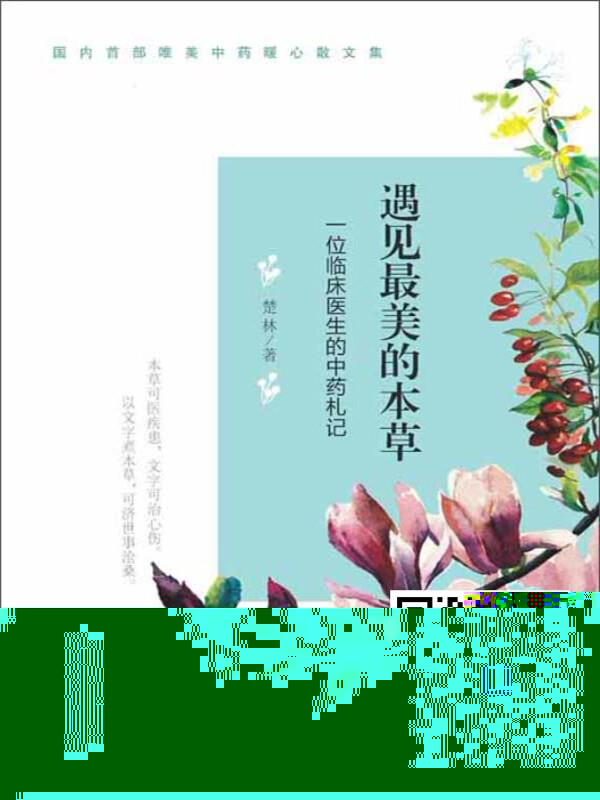 国内首部唯美中药暖心散文集
遇见最美的本草
一位临床医生的中药札记
楚林/著
本草可医疾患,文字可治心伤。
以文字煮本草,可济世事沧桑。